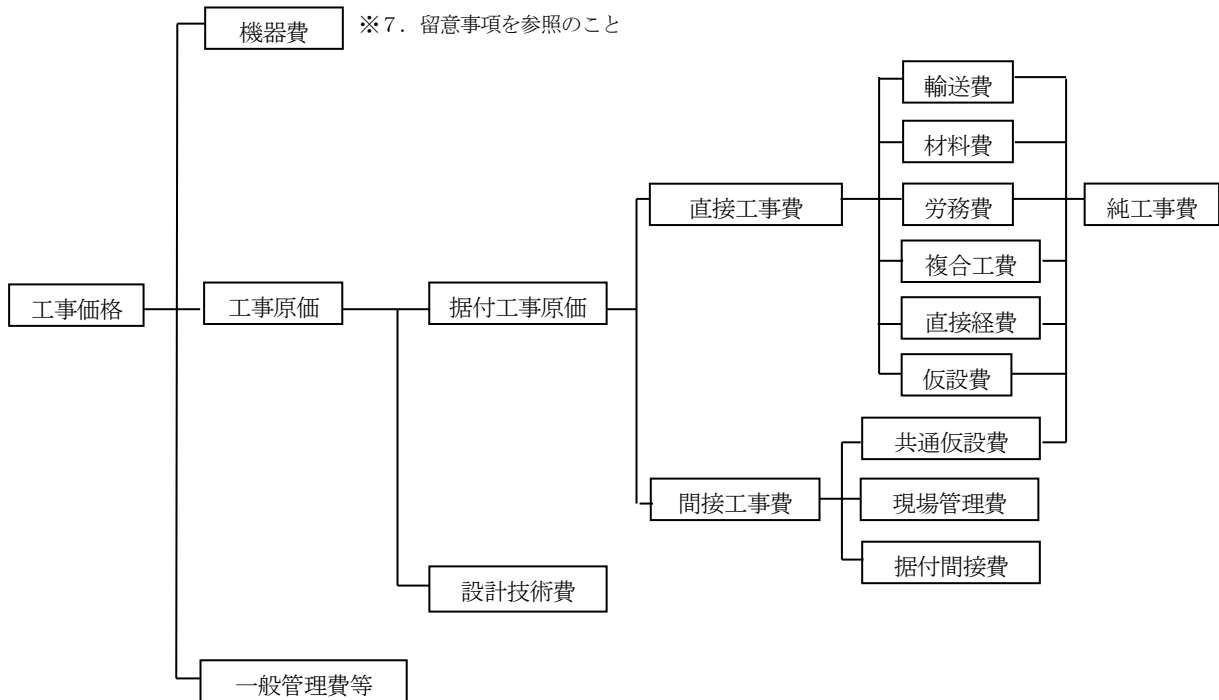 機器費
※7．留意事項を参照のこと
輸送費
材料費
直接工事費
労務費
純工事費
複合工費
工事価格
工事原価
据付工事原価
直接経費
仮設費
共通仮設費
間接工事費
現場管理費
据付間接費
設計技術費
一般管理費等